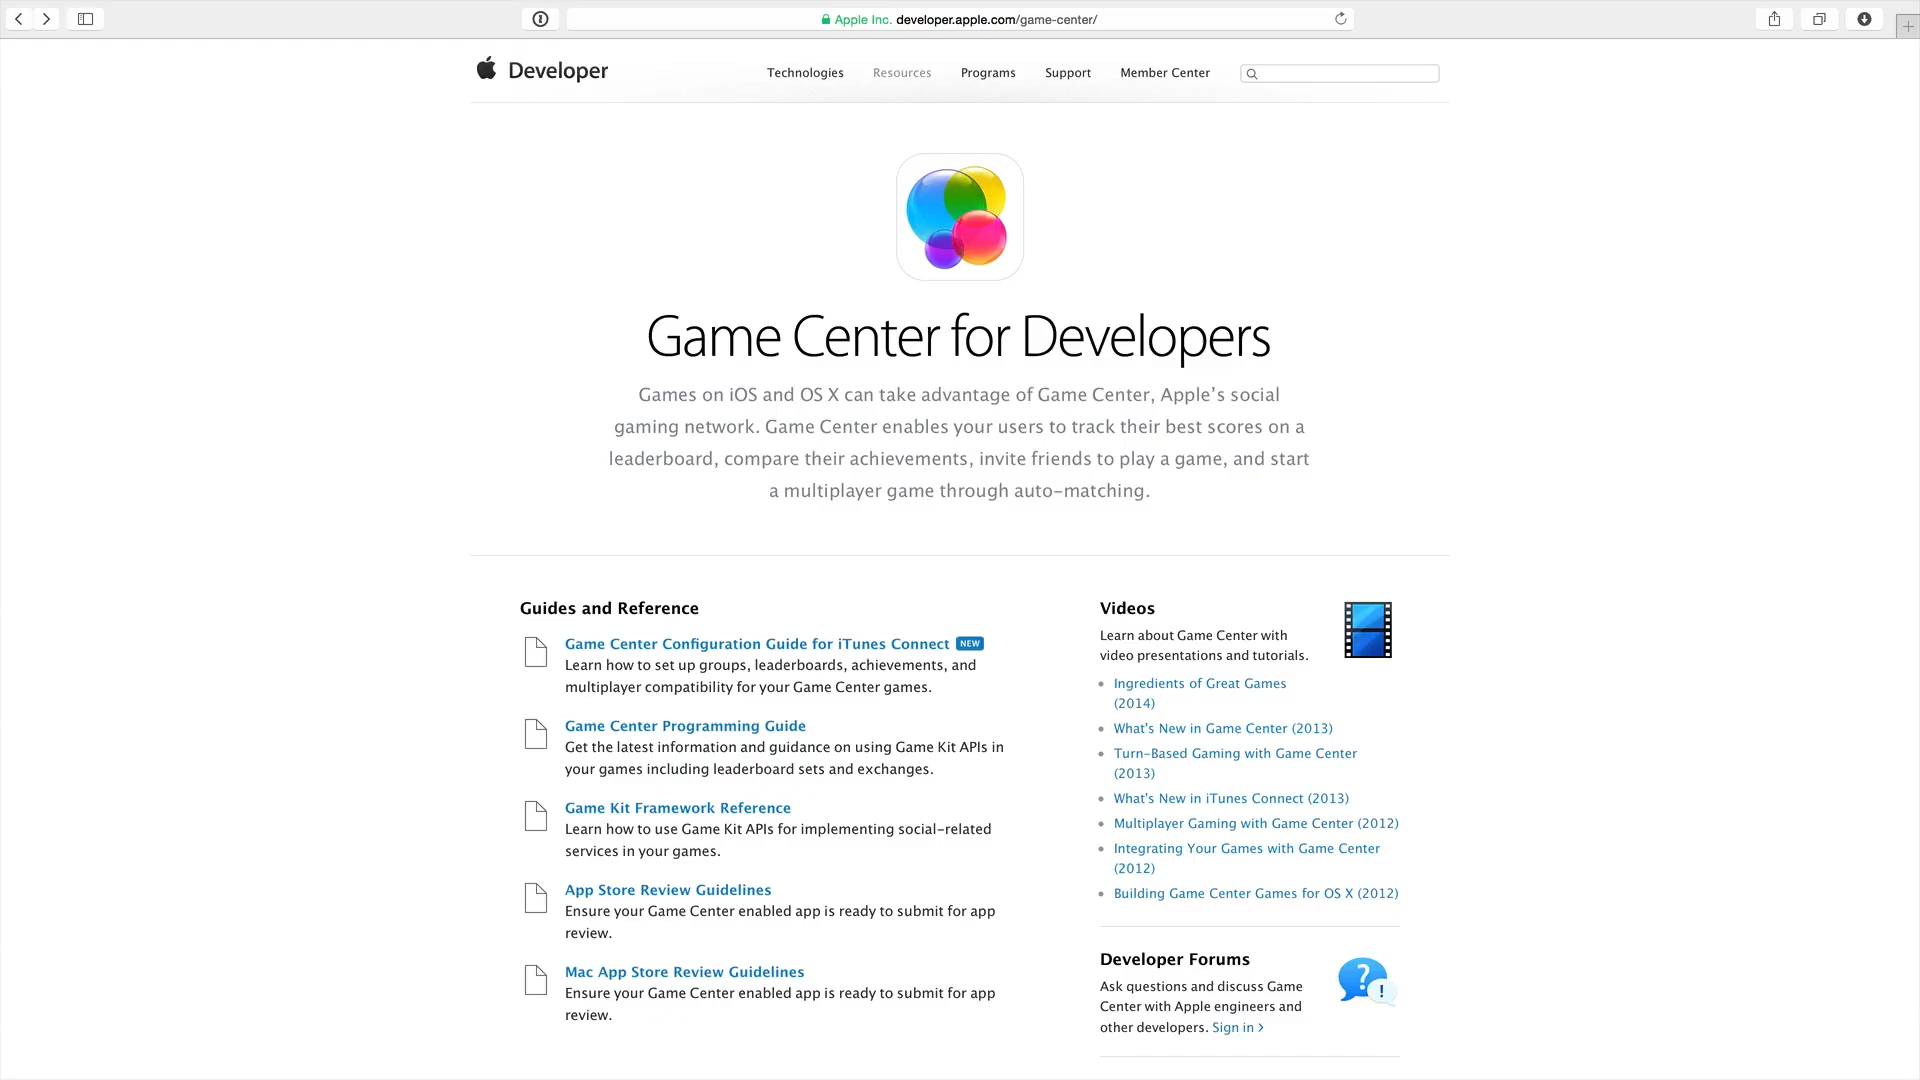 Apple Inc. developer.apple.com/game-center/
Developer
Technologies Resources Programs Support Member Center
Game Center for Developers
Games on iOS and OS X can take advantage of Game Center, Apple’s social
gaming network. Game Center enables your users to track their best scores on a
leaderboard, compare their achievements, invite friends to play a game, and start
a multiplayer game through auto-matching.
Guides and Reference
Game Center Configuration Guide for iTunes Connect NEW
Learn how to set up groups, leaderboards, achievements, and
multiplayer compatibility for your Game Center games.
Game Center Programming Guide
Get the latest information and guidance on using Game Kit APIs in
your games including leaderboard sets and exchanges.
Game Kit Framework Reference
Learn how to use Game Kit APIs for implementing social-related
services in your games.
App Store Review Guidelines
Ensure your Game Center enabled app is ready to submit for app
review.
Mac App Store Review Guidelines
Ensure your Game Center enabled app is ready to submit for app
review.
Videos
Learn about Game Center with
video presentations and tutorials.
Ingredients of Great Games
(2014)
What's New in Game Center (2013)
Turn-Based Gaming with Game Center
(2013)
What's New in iTunes Connect (2013)
Multiplayer Gaming with Game Center (2012)
Integrating Your Games with Game Center
(2012)
Building Game Center Games for OS X (2012)
Developer Forums
Ask questions and discuss Game
Center with Apple engineers and
other developers. Sign in >